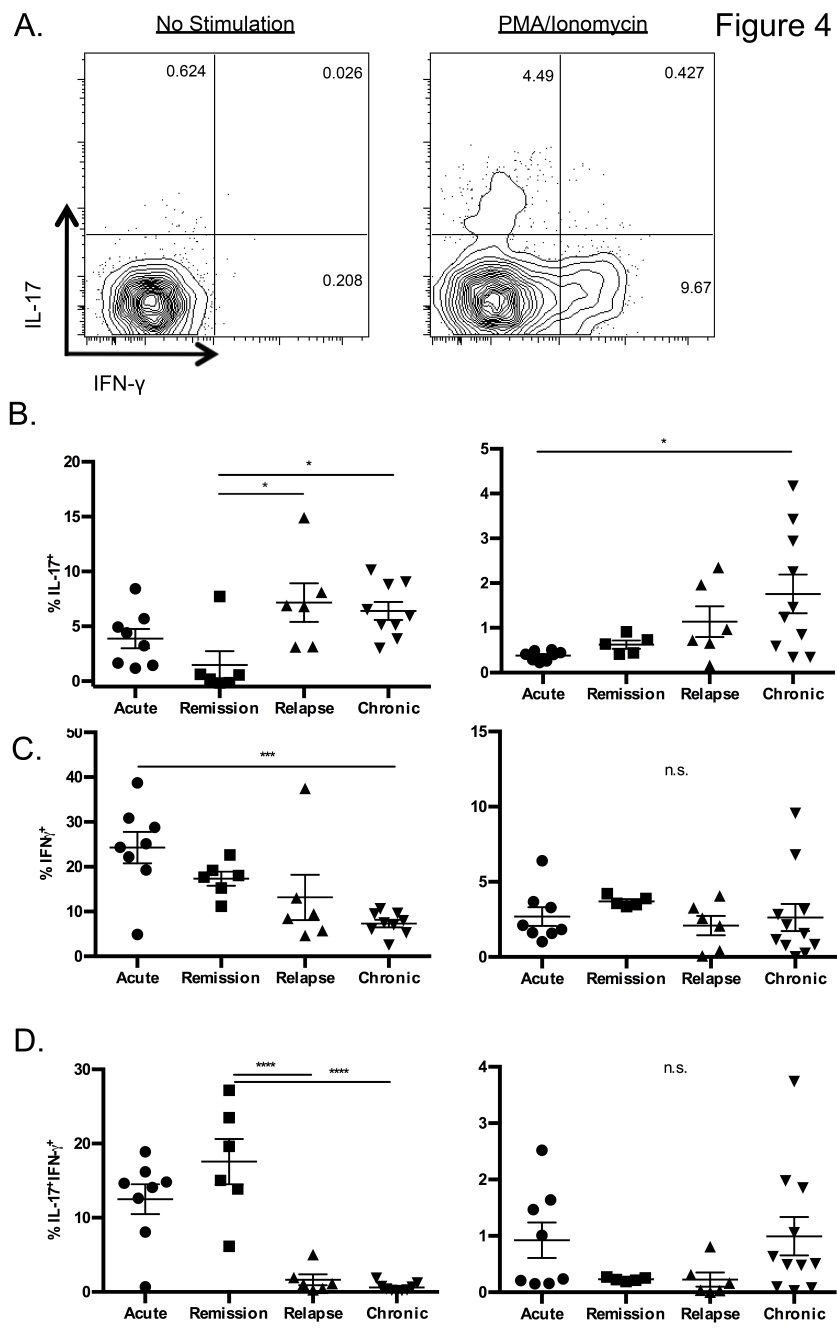 A.
No Stimulation
PMA/Ionomycin
Figure 4
0.624
0.026
4.49
0.427
0.208
9.67
IL-17
IFN-γ
B.
% IL-17+
20
15
10
5
0
*
*
Acute Remission Relapse Chronic
5
4
3
2
1
0
*
Acute Remission Relapse Chronic
C.
% IFNγ+
50
40
30
20
10
0
***
Acute Remission Relapse Chronic
15
10
5
0
n.s.
Acute Remission Relapse Chronic
D.
% IL-17+IFN-γ+
30
20
10
0
****
****
Acute Remission Relapse Chronic
4
3
2
1
0
n.s.
Acute Remission Relapse Chronic